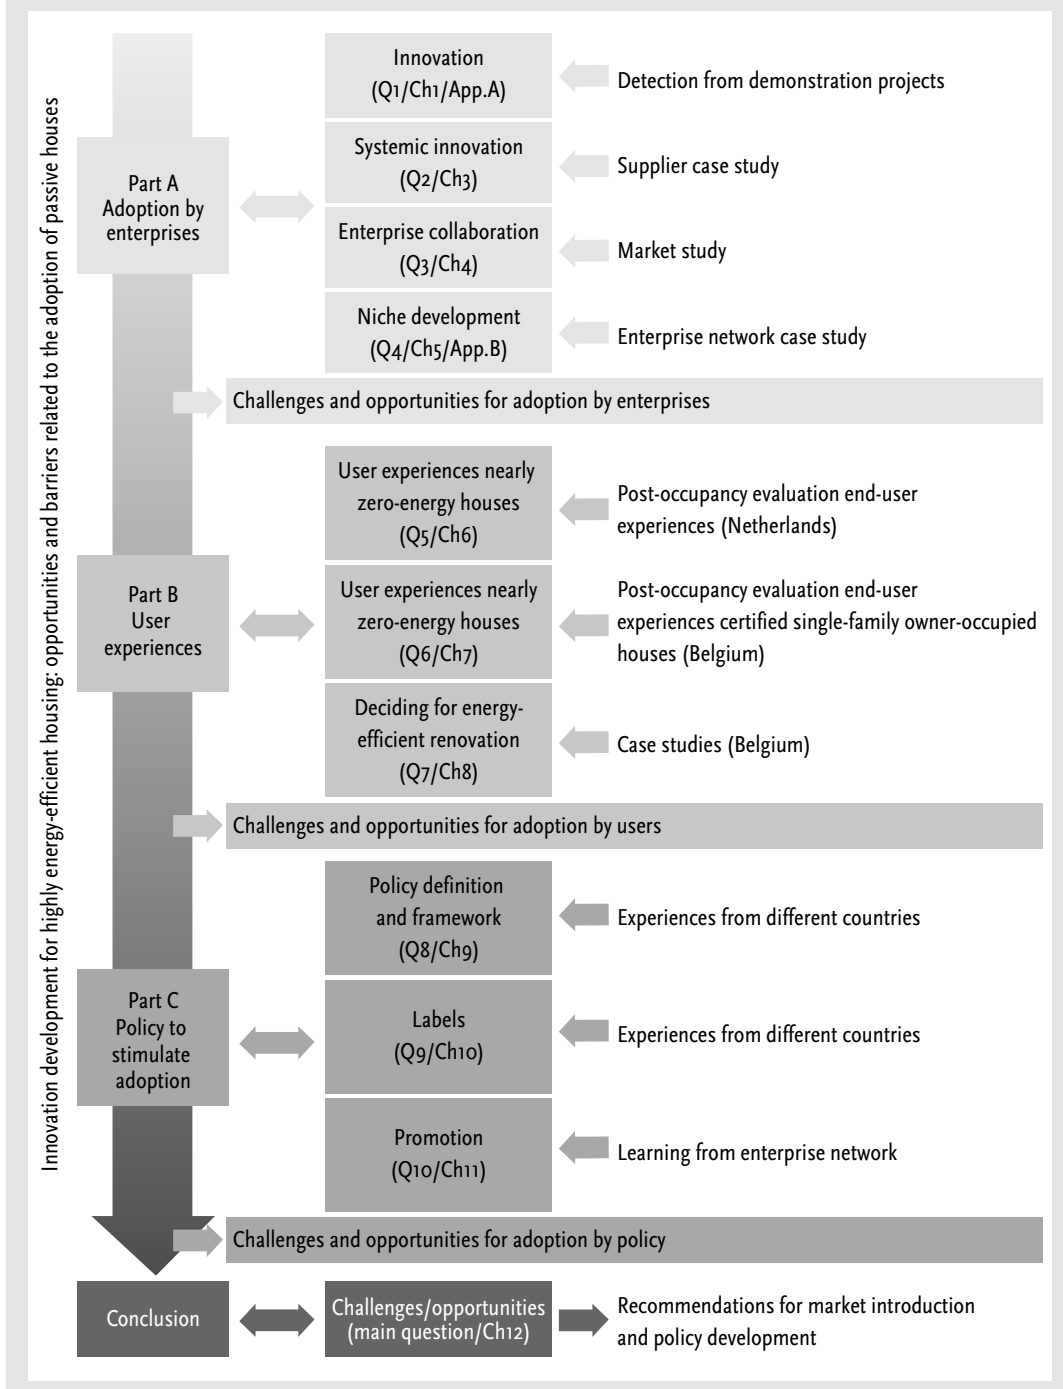 Innovation development for highly energy-efficient housing: opportunities and barriers related to the adoption of passive houses
Part A
Adoption by
enterprises
Innovation
(Q1/Ch1/App.A)
Detection from demonstration projects
Systemic innovation
(Q2/Ch3)
Supplier case study
Enterprise collaboration
(Q3/Ch4)
Market study
Niche development
(Q4/Ch5/App.B)
Enterprise network case study
Challenges and opportunities for adoption by enterprises
Part B
User
experiences
User experiences nearly
zero-energy houses
(Q5/Ch6)
Post-occupancy evaluation end-user
experiences (Netherlands)
User experiences nearly
zero-energy houses
(Q6/Ch7)
Post-occupancy evaluation end-user
experiences certified single-family owner-occupied
houses (Belgium)
Deciding for energy-
efficient renovation
(Q7/Ch8)
Case studies (Belgium)
Challenges and opportunities for adoption by users
Part C
Policy to
stimulate
adoption
Policy definition
and framework
(Q8/Ch9)
Experiences from different countries
Labels
(Q9/Ch10)
Experiences from different countries
Promotion
(Q10/Ch11)
Learning from enterprise network
Challenges and opportunities for adoption by policy
Conclusion
Challenges/opportunities
(main question/Ch12)
Recommendations for market introduction
and policy development